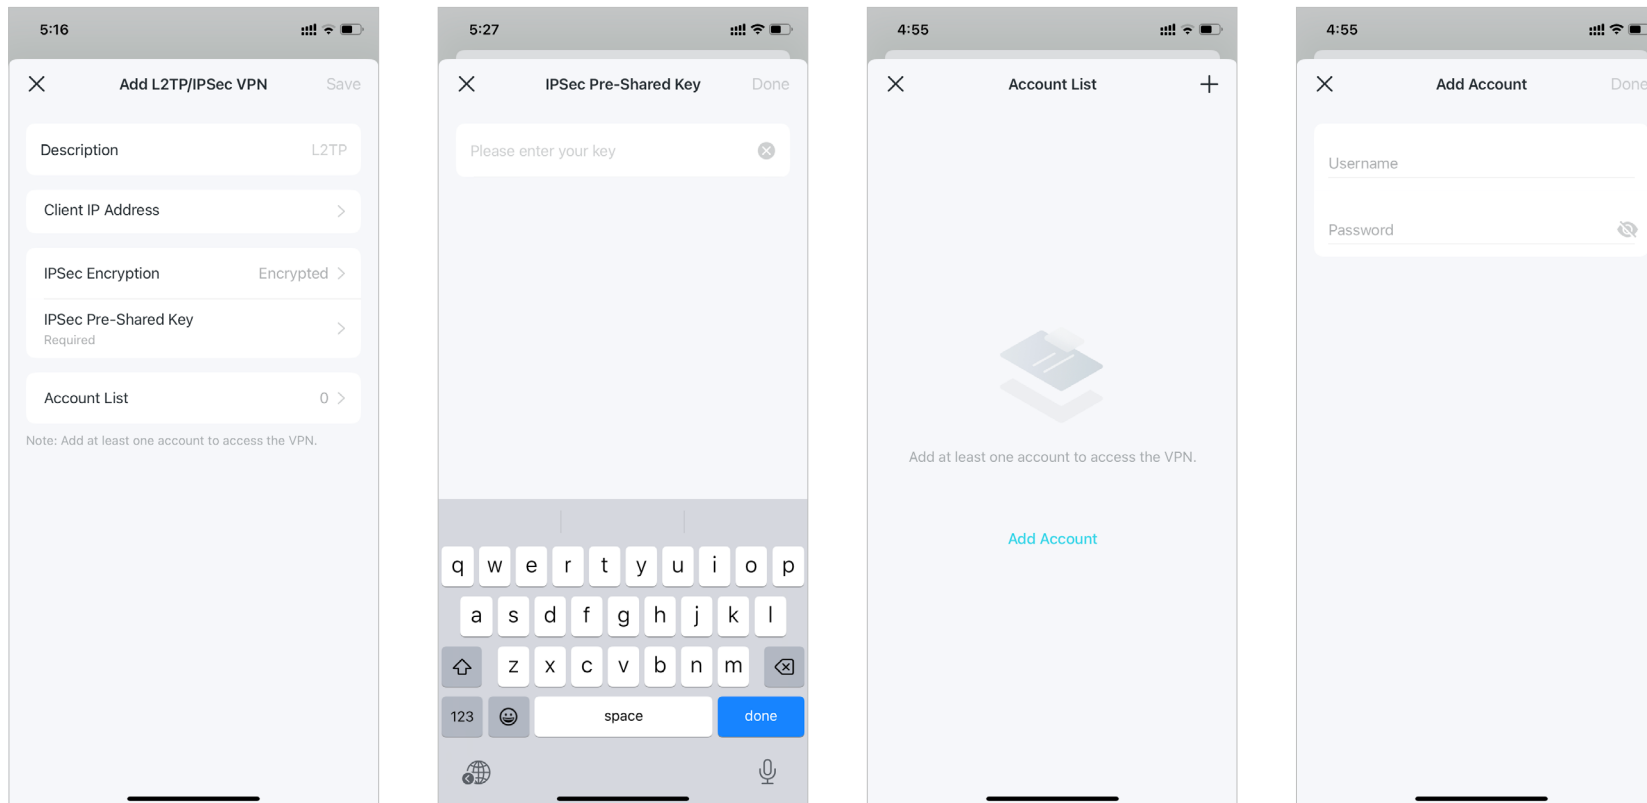 5:16
Add L2TP/IPSec VPN
Save
Description
L2TP
Client IP Address
IPSec Encryption
Encrypted
IPSec Pre-Shared Key
Required
Account List
0
Note: Add at least one account to access the VPN.
5:27
IPSec Pre-Shared Key
Done
Please enter your key
q w e r t y u i o p
a s d f g h j k l
z x c v b n m
123
space
done
4:55
Account List
Add at least one account to access the VPN.
Add Account
4:55
Add Account
Done
Username
Password